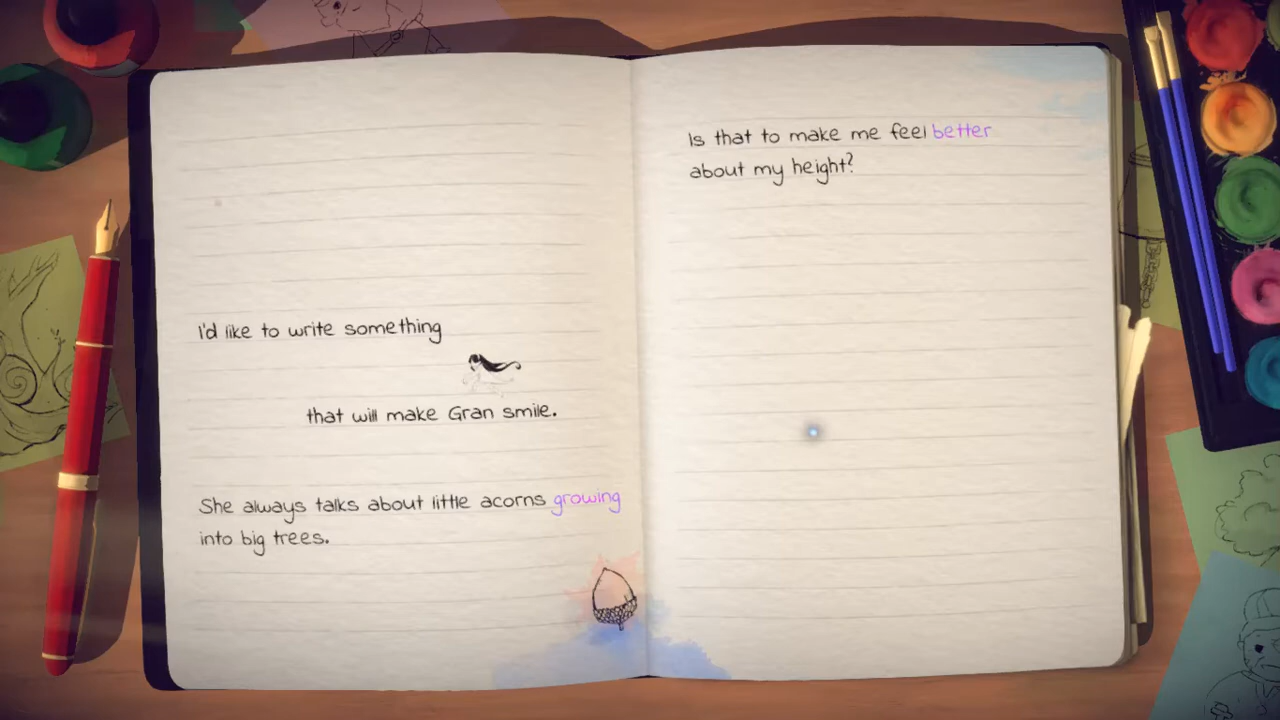 I'd like to write something
that will make Gran smile.
She always talks about little acorns growing
into big trees.
Is that to make me feel better
about my height?